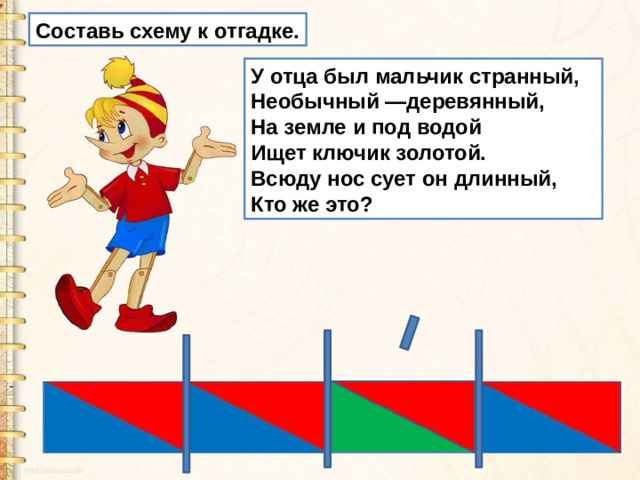 Составь схему к отгадке.
У отца был мальчик странный,
Необычный —деревянный,
На земле и под водой
Ищет ключик золотой.
Всюду нос сует он длинный,
Кто же это?